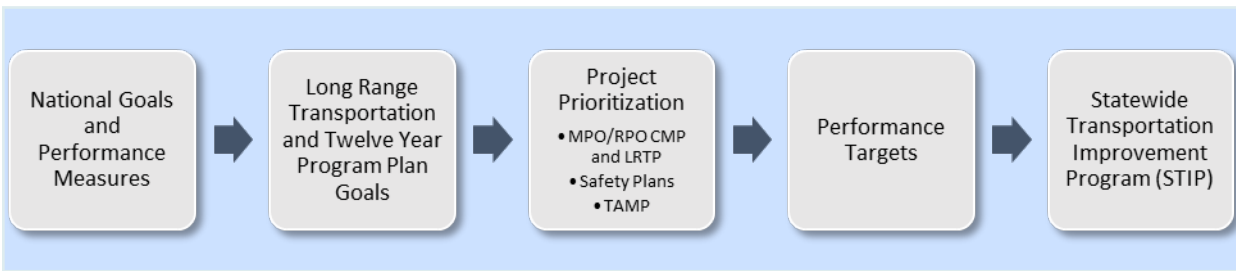 National Goals
and
Performance
Measures
Long Range
Transportation
and Twelve Year
Program Plan
Goals
Project
Prioritization
•MPO/RPO CMP
and LRTP
•Safety Plans
•TAMP
Performance
Targets
Statewide
Transportation
Improvement
Program (STIP)